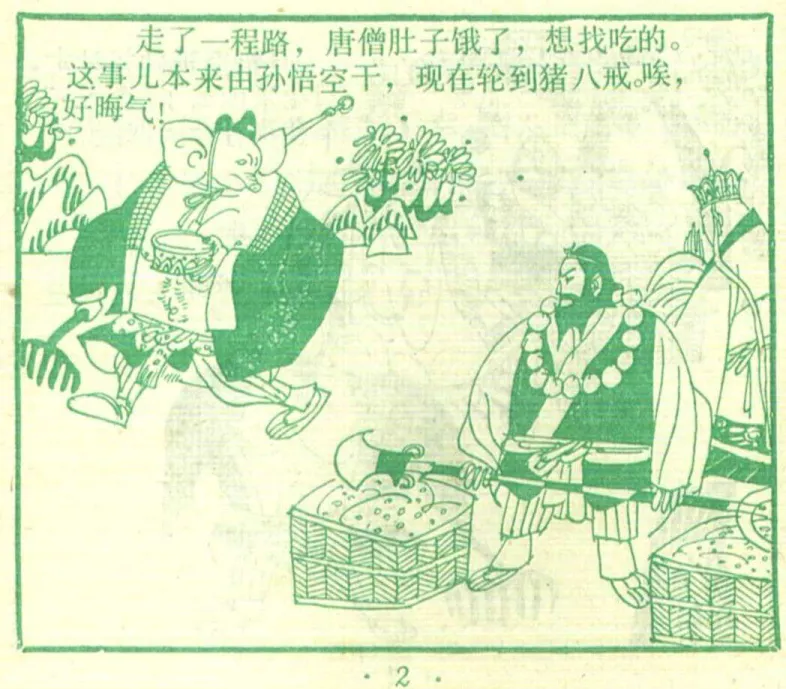 走了一程路，唐僧肚子饿了，想找吃的。
这事儿本来由孙悟空干，现在轮到猪八戒。唉，
好晦气！
· 2 ·